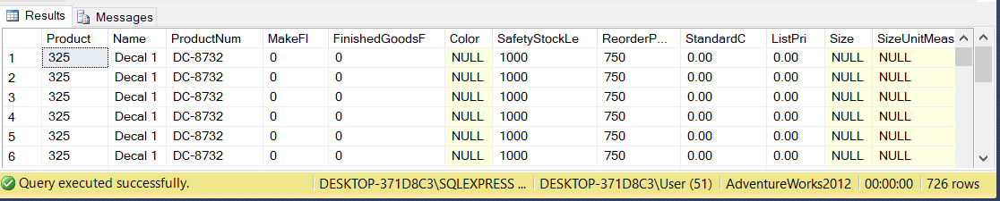 Results Messages
Product Name ProductNum MakeFl FinishedGoodsF Color SafetyStockLe ReorderP... StandardC ListPri Size SizeUnitMeas
1 325 Decal 1 DC-8732 0 0 NULL 1000 750 0.00 0.00 NULL NULL
2 325 Decal 1 DC-8732 0 0 NULL 1000 750 0.00 0.00 NULL NULL
3 325 Decal 1 DC-8732 0 0 NULL 1000 750 0.00 0.00 NULL NULL
4 325 Decal 1 DC-8732 0 0 NULL 1000 750 0.00 0.00 NULL NULL
5 325 Decal 1 DC-8732 0 0 NULL 1000 750 0.00 0.00 NULL NULL
6 325 Decal 1 DC-8732 0 0 NULL 1000 750 0.00 0.00 NULL NULL
Query executed successfully. DESKTOP-371D8C3\SQLEXPRESS ... DESKTOP-371D8C3\User (51) AdventureWorks2012 00:00:00 726 rows